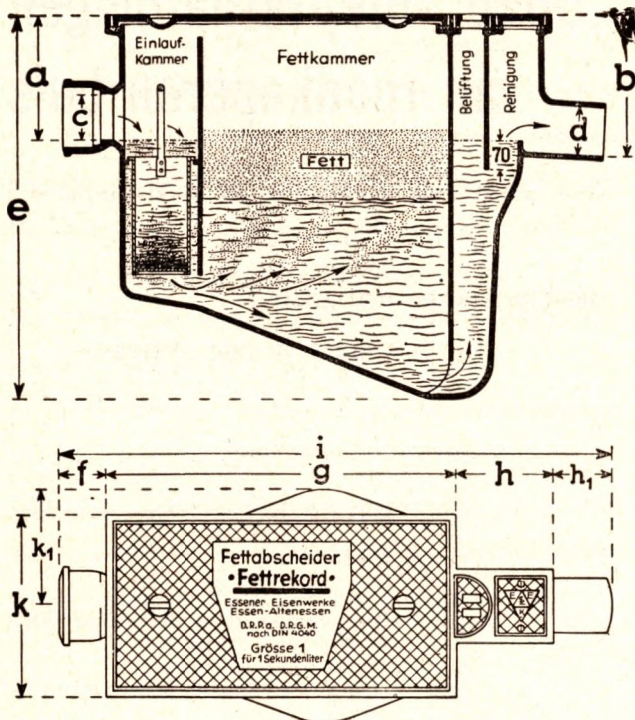 Einlauf-
Kammer
Fettkammer
Belüftung
Reinigung
a
b
c
d
e
70
Fett
i
f
g
h
h₁
k₁
k
Fettabscheider
•Fettrekord•
Essener Eisenwerke
Essen-Altenessen
D.R.P.a. D.R.G.M.
nach DIN 4040
Grösse 1
für 1 Sekundenliter